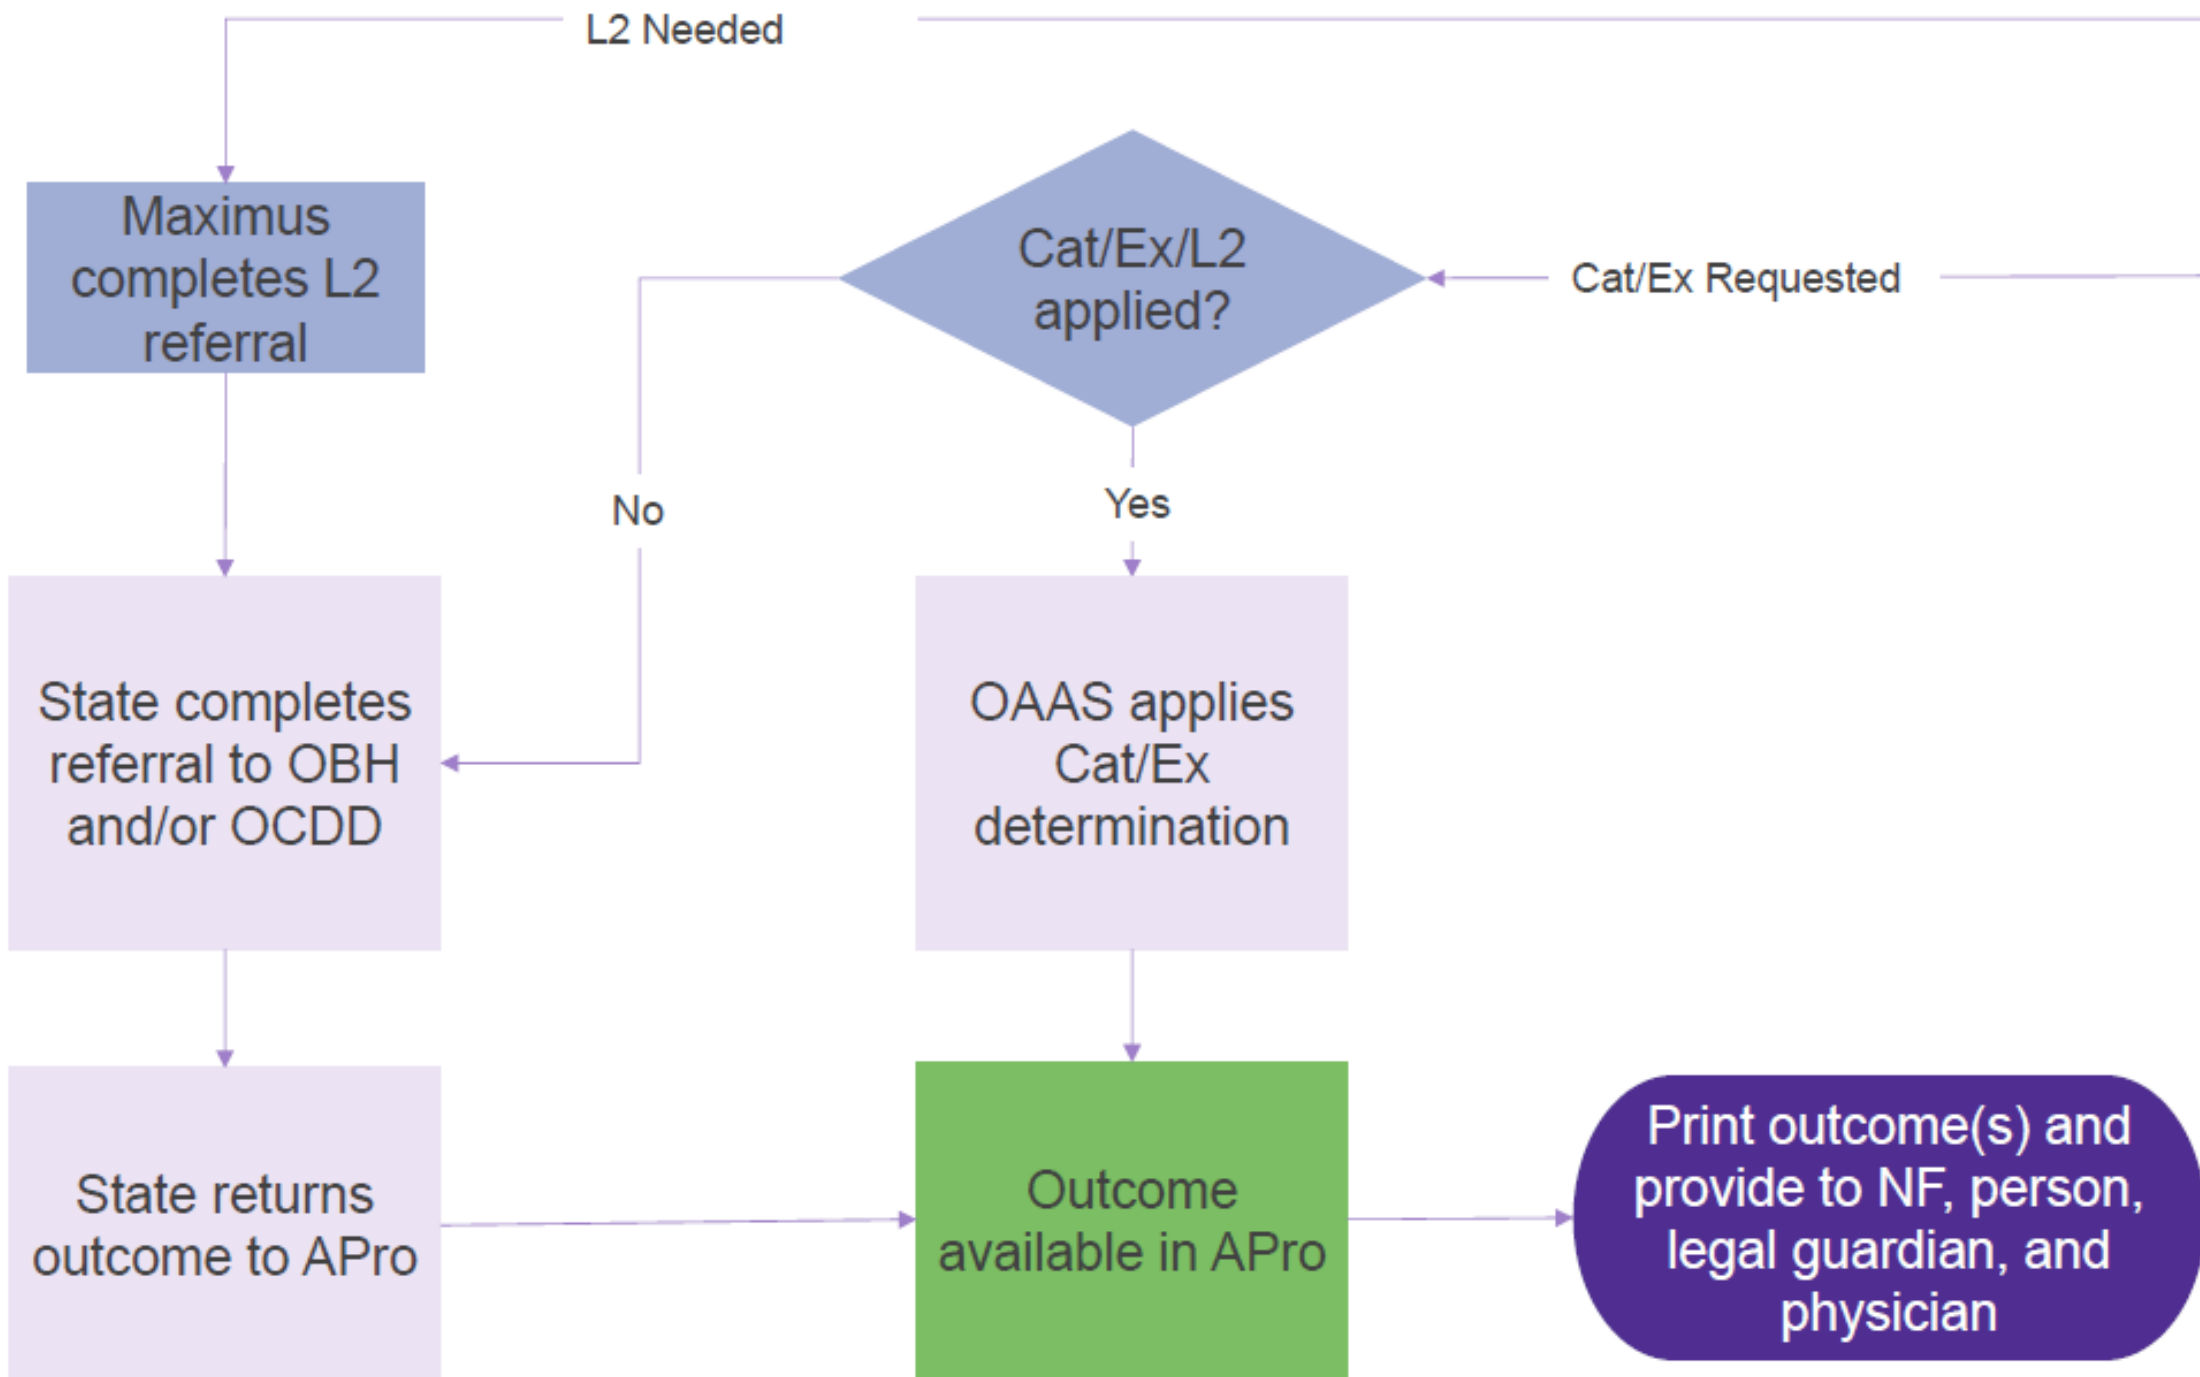 L2 Needed
Maximus
completes L2
referral
Cat/Ex/L2
applied?
Cat/Ex Requested
No
Yes
State completes
referral to OBH
and/or OCDD
OAAS applies
Cat/Ex
determination
State returns
outcome to APro
Outcome
available in APro
Print outcome(s) and
provide to NF, person,
legal guardian, and
physician